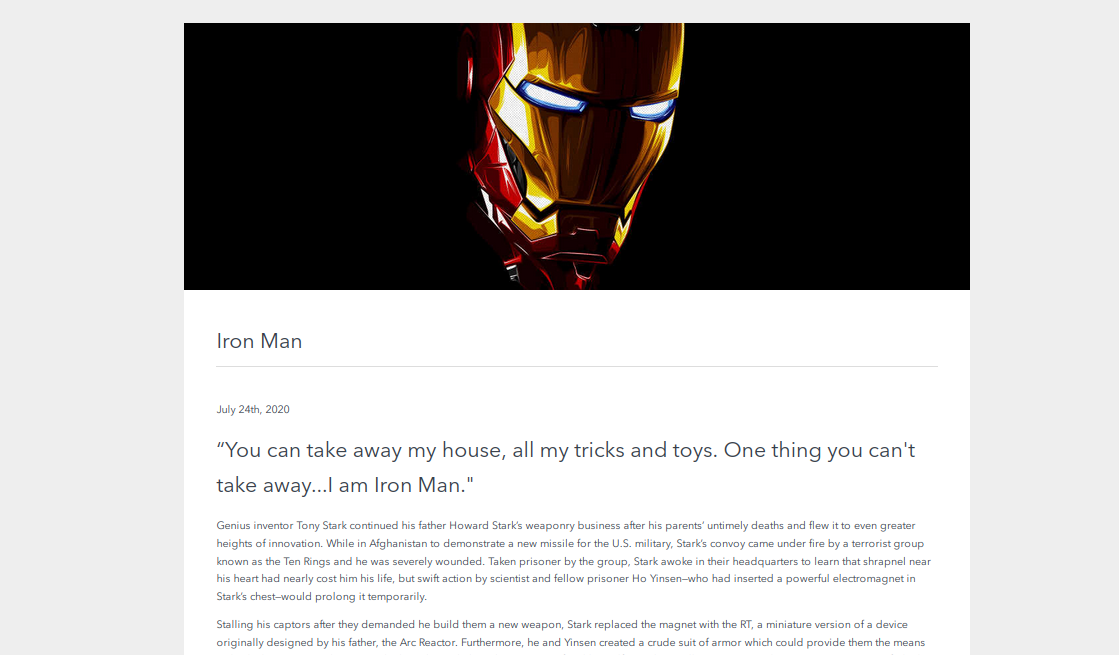 Iron Man
July 24th, 2020
“You can take away my house, all my tricks and toys. One thing you can't
take away...I am Iron Man."
Genius inventor Tony Stark continued his father Howard Stark’s weaponry business after his parents’ untimely deaths and flew it to even greater
heights of innovation. While in Afghanistan to demonstrate a new missile for the U.S. military, Stark’s convoy came under fire by a terrorist group
known as the Ten Rings and he was severely wounded. Taken prisoner by the group, Stark awoke in their headquarters to learn that shrapnel near
his heart had nearly cost him his life, but swift action by scientist and fellow prisoner Ho Yinsen—who had inserted a powerful electromagnet in
Stark’s chest—would prolong it temporarily.
Stalling his captors after they demanded he build them a new weapon, Stark replaced the magnet with the RT, a miniature version of a device
originally designed by his father, the Arc Reactor. Furthermore, he and Yinsen created a crude suit of armor which could provide them the means